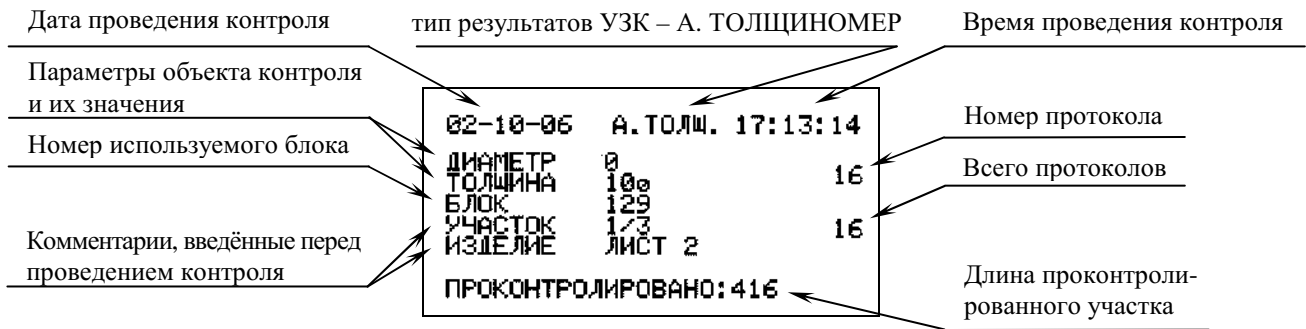 Дата проведения контроля
тип результатов УЗК – А. ТОЛЩИНОМЕР
Время проведения контроля
Параметры объекта контроля
и их значения
Номер используемого блока
Комментарии, введённые перед
проведением контроля
02-10-06 А.ТОЛЩ. 17:13:14
ДИАМЕТР 0
ТОЛЩИНА 10.0
БЛОК 129
УЧАСТОК 1/3
ИЗДЕЛИЕ ЛИСТ 2
16
16
ПРОКОНТРОЛИРОВАНО:416
Номер протокола
Всего протоколов
Длина проконтроли-
рованного участка